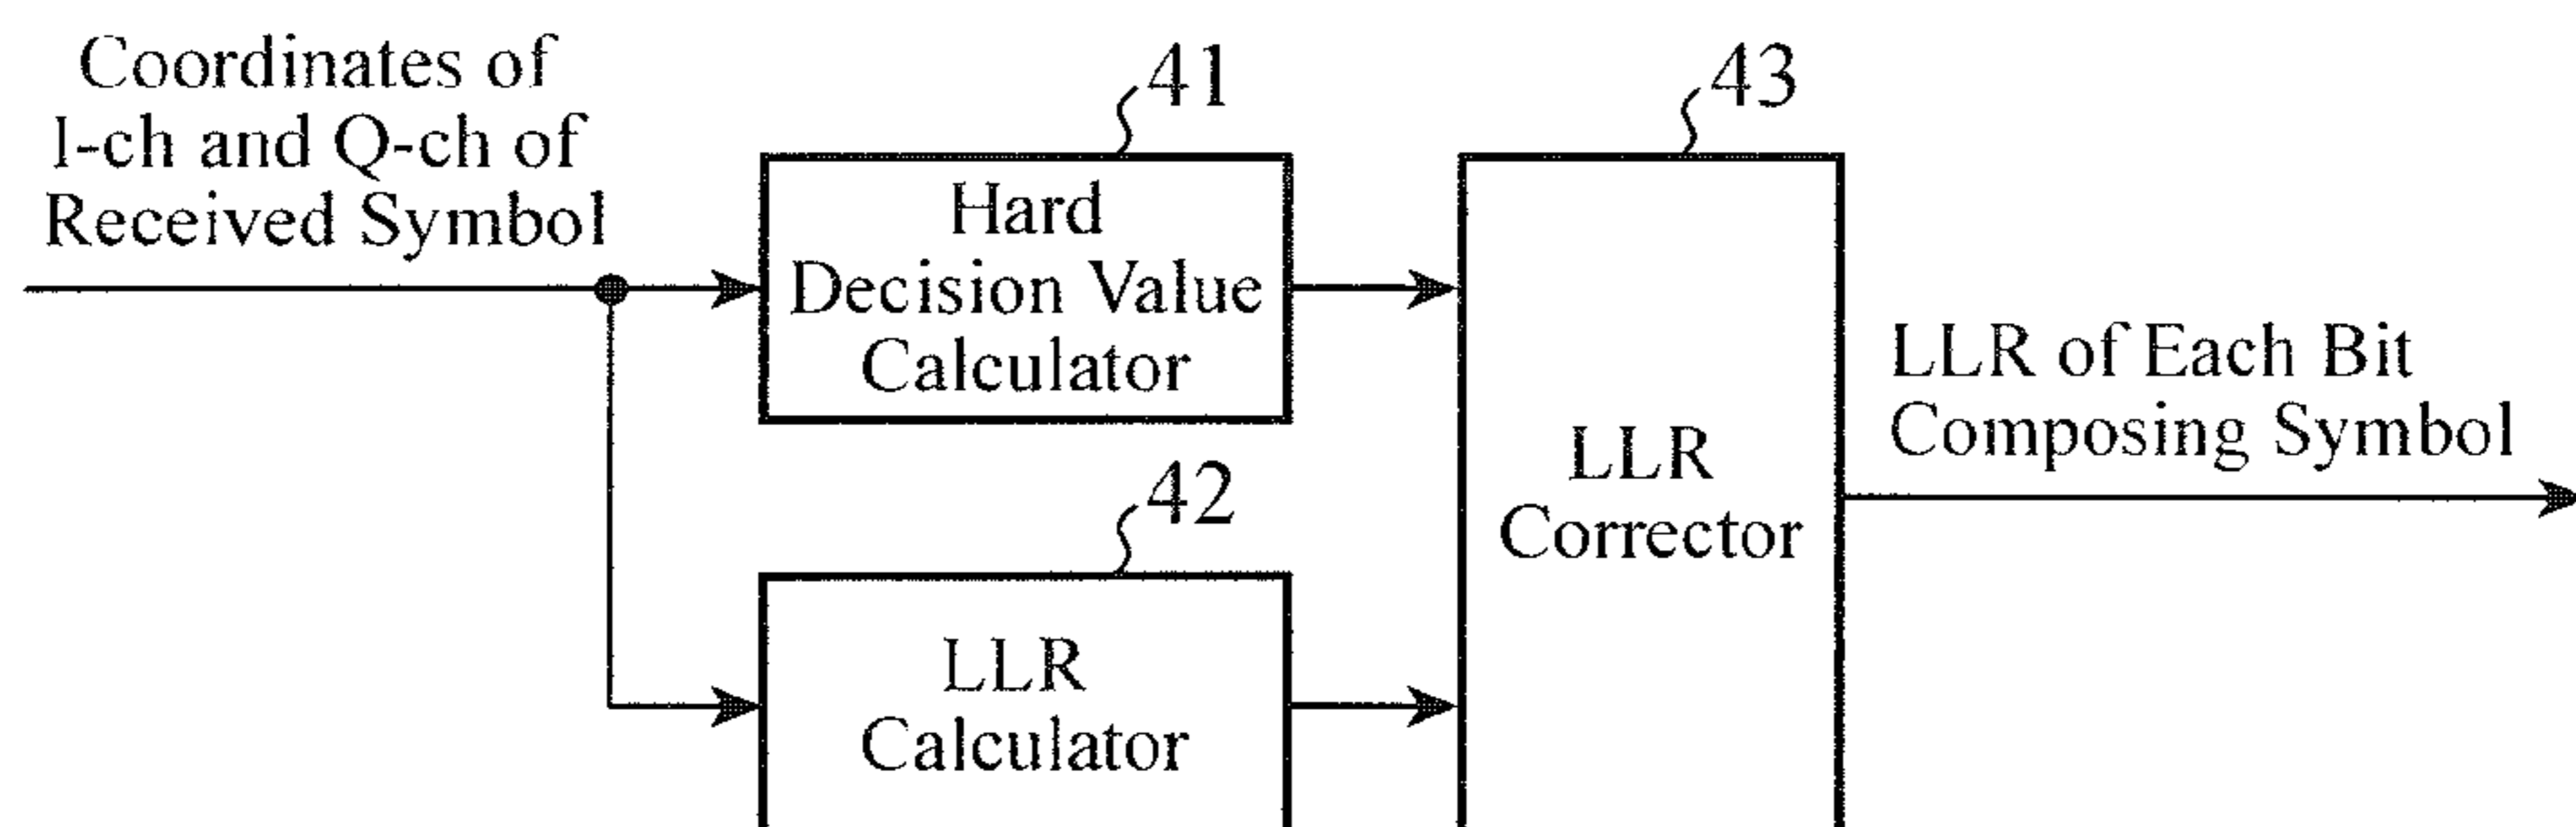 Coordinates of
I-ch and Q-ch of
Received Symbol
41
Hard
Decision Value
Calculator
42
LLR
Calculator
43
LLR
Corrector
LLR of Each Bit
Composing Symbol